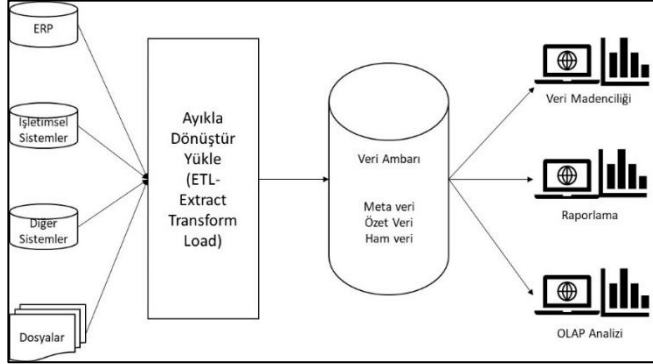 ERP
İşletimsel
Sistemler
Diğer
Sistemler
Dosyalar
Ayıkla
Dönüştür
Yükle
(ETL-
Extract
Transform
Load)
Veri Ambarı
Meta veri
Özet Veri
Ham veri
Veri Madenciliği
Raporlama
OLAP Analizi